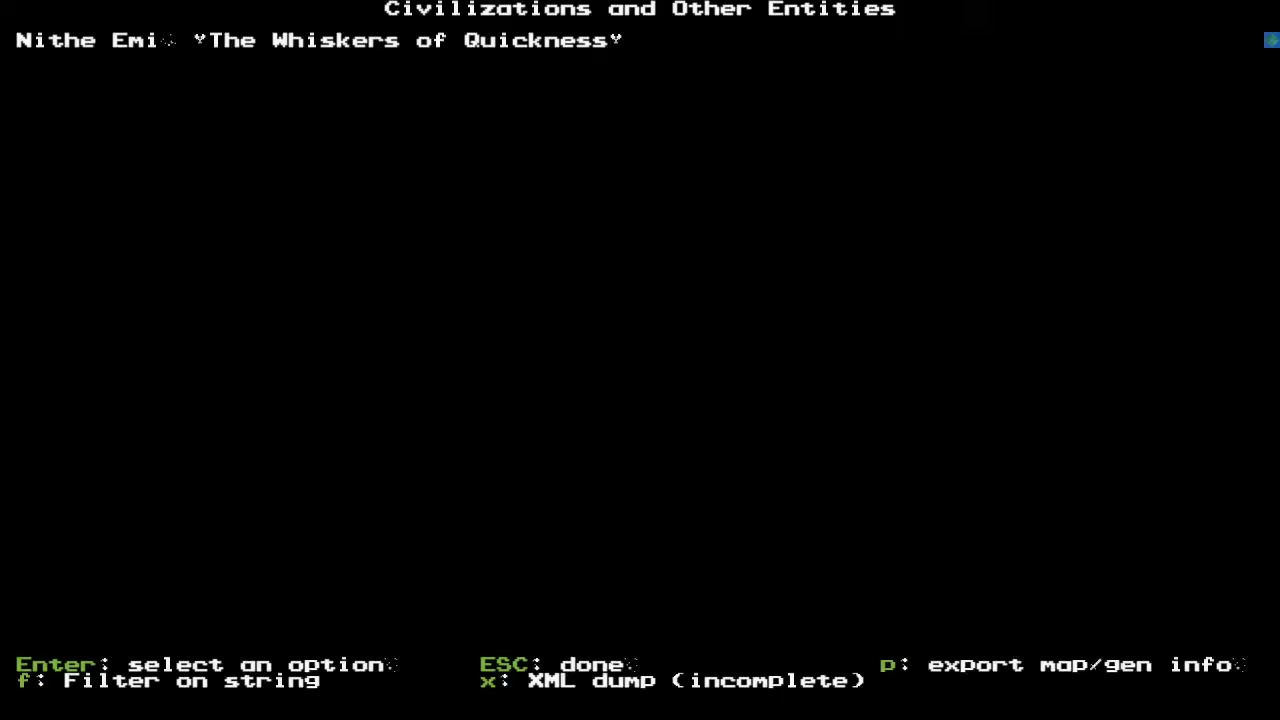 Civilizations and Other Entities
Nithe Emi, "The Whiskers of Quickness"
Enter: select an option. ESC: done. p: export map/gen info.
f: Filter on string x: XML dump (incomplete)